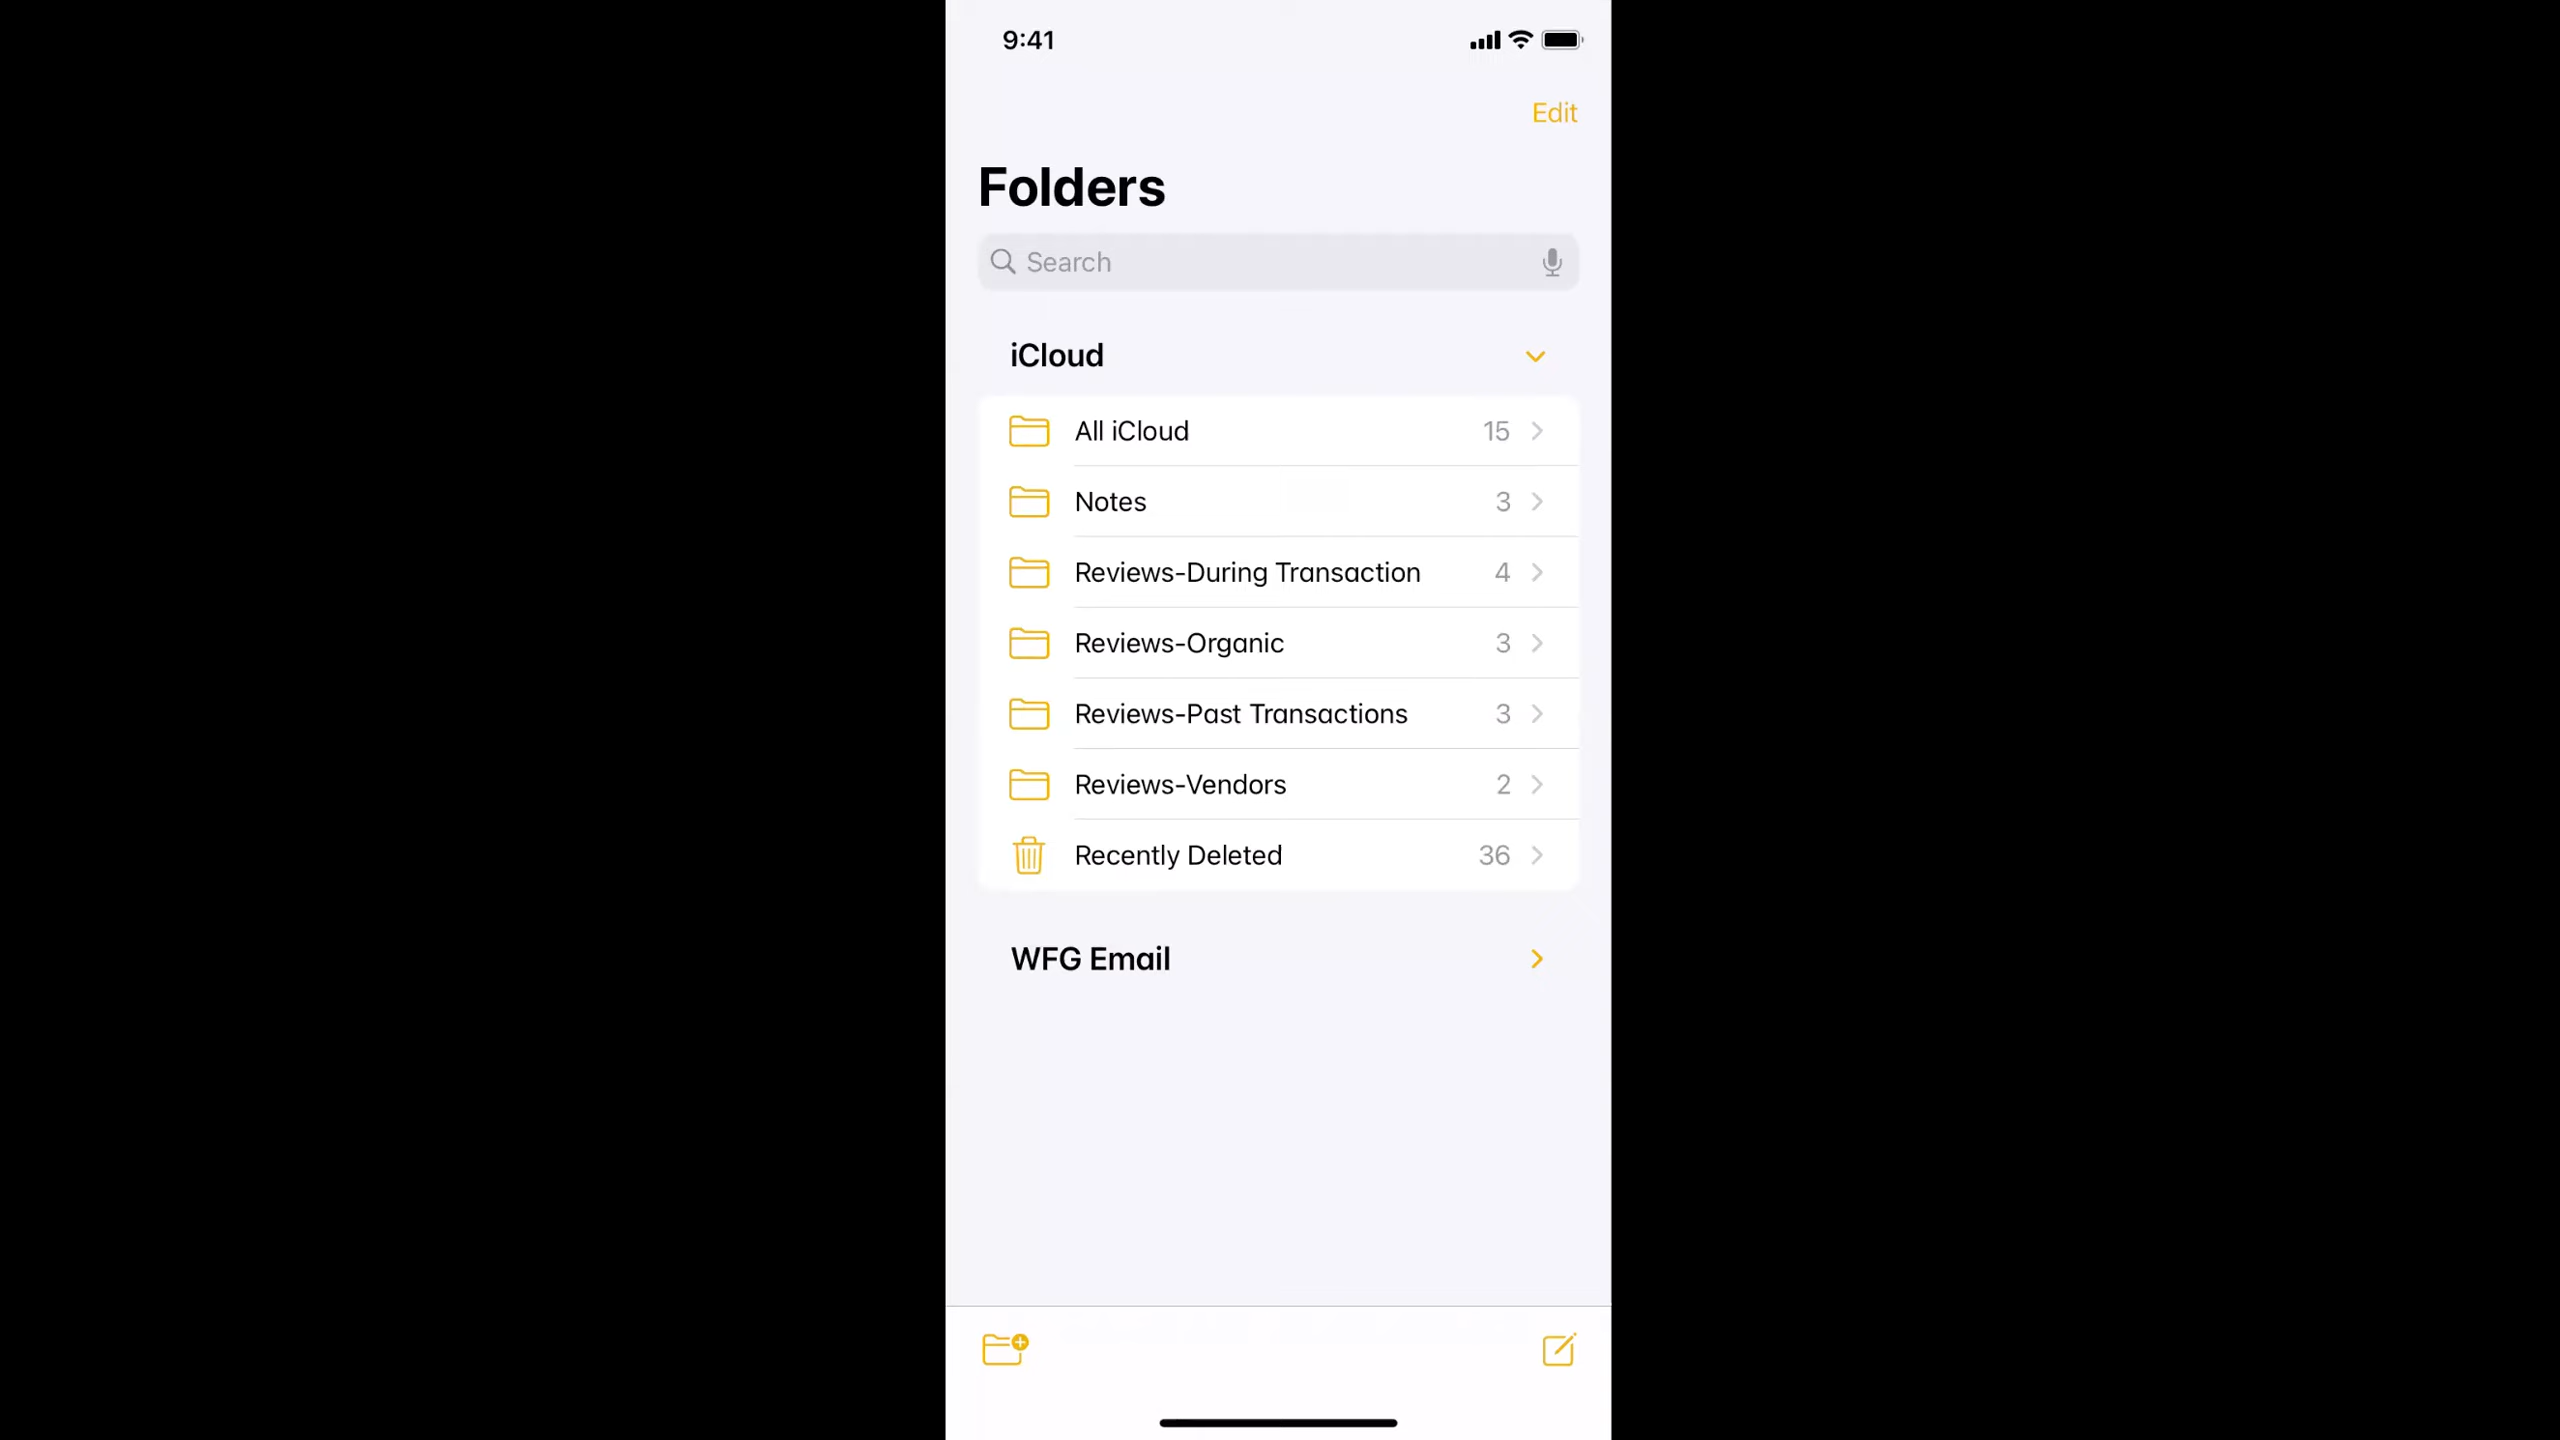 9:41
Edit
Folders
Search
iCloud
All iCloud 15
Notes 3
Reviews-During Transaction 4
Reviews-Organic 3
Reviews-Past Transactions 3
Reviews-Vendors 2
Recently Deleted 36
WFG Email